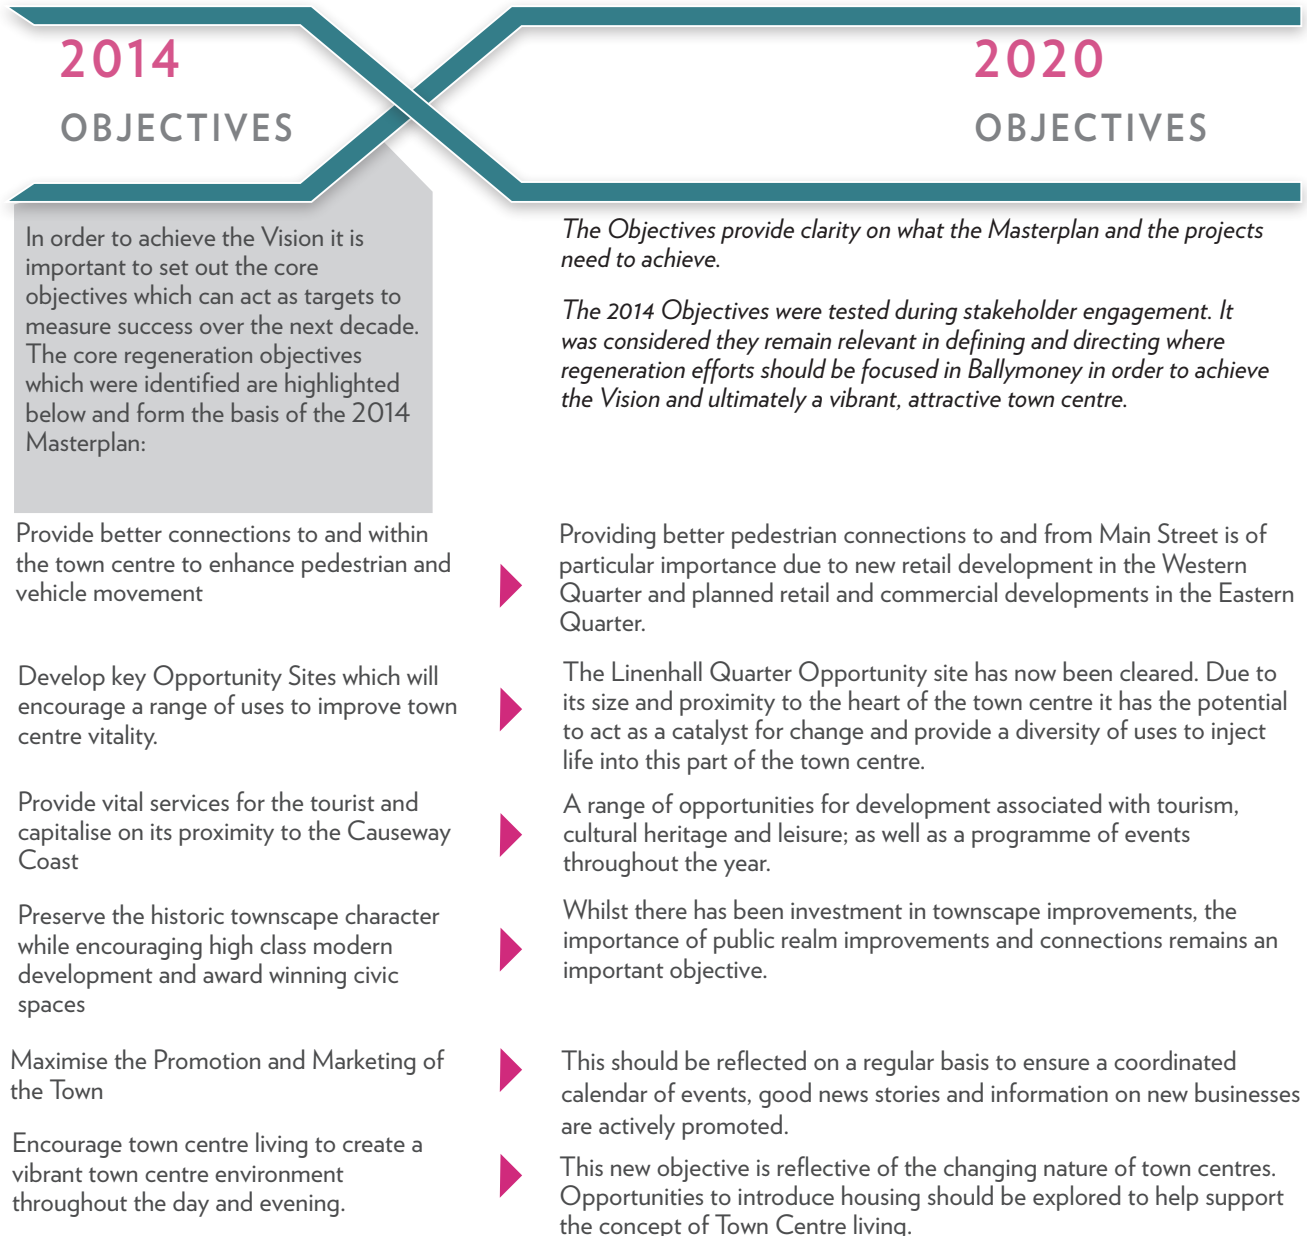 2014
OBJECTIVES
2020
OBJECTIVES
In order to achieve the Vision it is
important to set out the core
objectives which can act as targets to
measure success over the next decade.
The core regeneration objectives
which were identified are highlighted
below and form the basis of the 2014
Masterplan:
The Objectives provide clarity on what the Masterplan and the projects
need to achieve.
The 2014 Objectives were tested during stakeholder engagement. It
was considered they remain relevant in defining and directing where
regeneration efforts should be focused in Ballymoney in order to achieve
the Vision and ultimately a vibrant, attractive town centre.
Provide better connections to and within
the town centre to enhance pedestrian and
vehicle movement
Providing better pedestrian connections to and from Main Street is of
particular importance due to new retail development in the Western
Quarter and planned retail and commercial developments in the Eastern
Quarter.
Develop key Opportunity Sites which will
encourage a range of uses to improve town
centre vitality.
The Linenhall Quarter Opportunity site has now been cleared. Due to
its size and proximity to the heart of the town centre it has the potential
to act as a catalyst for change and provide a diversity of uses to inject
life into this part of the town centre.
Provide vital services for the tourist and
capitalise on its proximity to the Causeway
Coast
A range of opportunities for development associated with tourism,
cultural heritage and leisure; as well as a programme of events
throughout the year.
Preserve the historic townscape character
while encouraging high class modern
development and award winning civic
spaces
Whilst there has been investment in townscape improvements, the
importance of public realm improvements and connections remains an
important objective.
Maximise the Promotion and Marketing of
the Town
This should be reflected on a regular basis to ensure a coordinated
calendar of events, good news stories and information on new businesses
are actively promoted.
Encourage town centre living to create a
vibrant town centre environment
throughout the day and evening.
This new objective is reflective of the changing nature of town centres.
Opportunities to introduce housing should be explored to help support
the concept of Town Centre living.